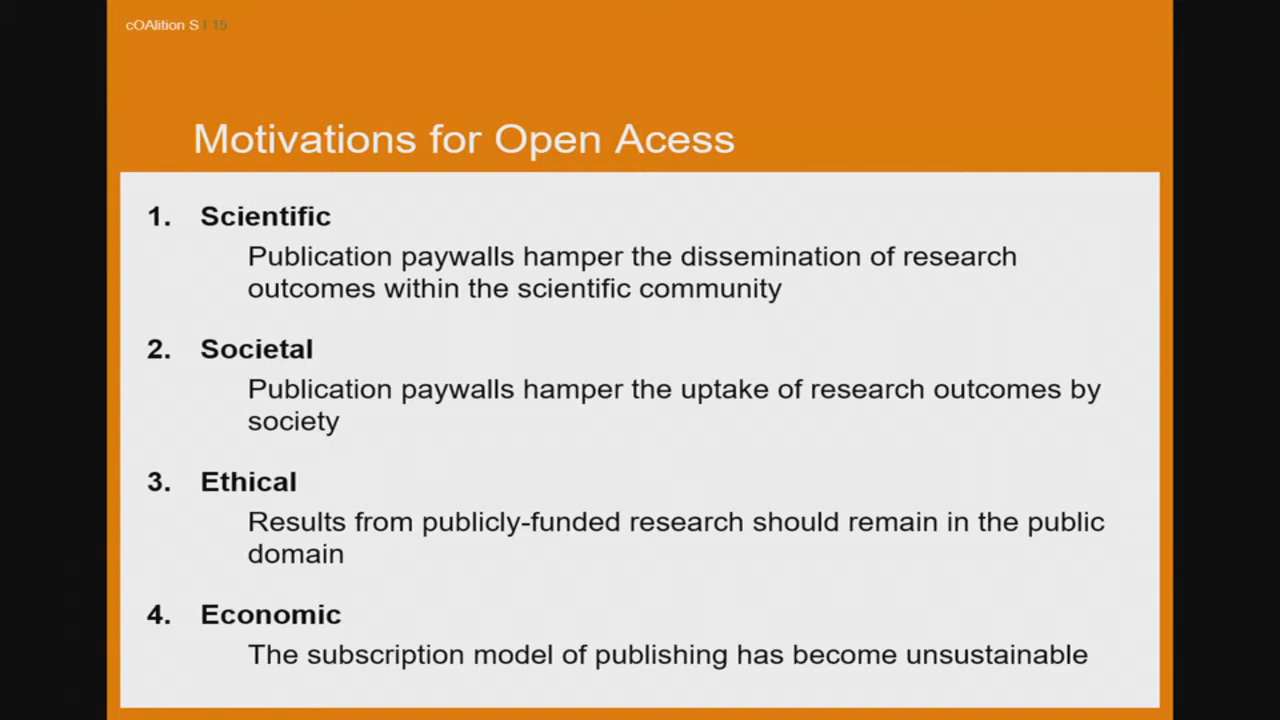 cOAlition S | 15
Motivations for Open Acess
1. Scientific
Publication paywalls hamper the dissemination of research
outcomes within the scientific community
2. Societal
Publication paywalls hamper the uptake of research outcomes by
society
3. Ethical
Results from publicly-funded research should remain in the public
domain
4. Economic
The subscription model of publishing has become unsustainable